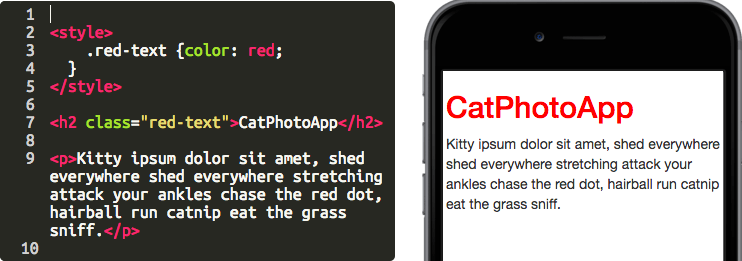 1
2 <style>
3 .red-text {color: red;
4 }
5 </style>
6
7 <h2 class="red-text">CatPhotoApp</h2>
8
9 <p>Kitty ipsum dolor sit amet, shed
everywhere shed everywhere stretching
attack your ankles chase the red dot,
hairball run catnip eat the grass
sniff.</p>
10
CatPhotoApp
Kitty ipsum dolor sit amet, shed everywhere
shed everywhere stretching attack your
ankles chase the red dot, hairball run catnip
eat the grass sniff.